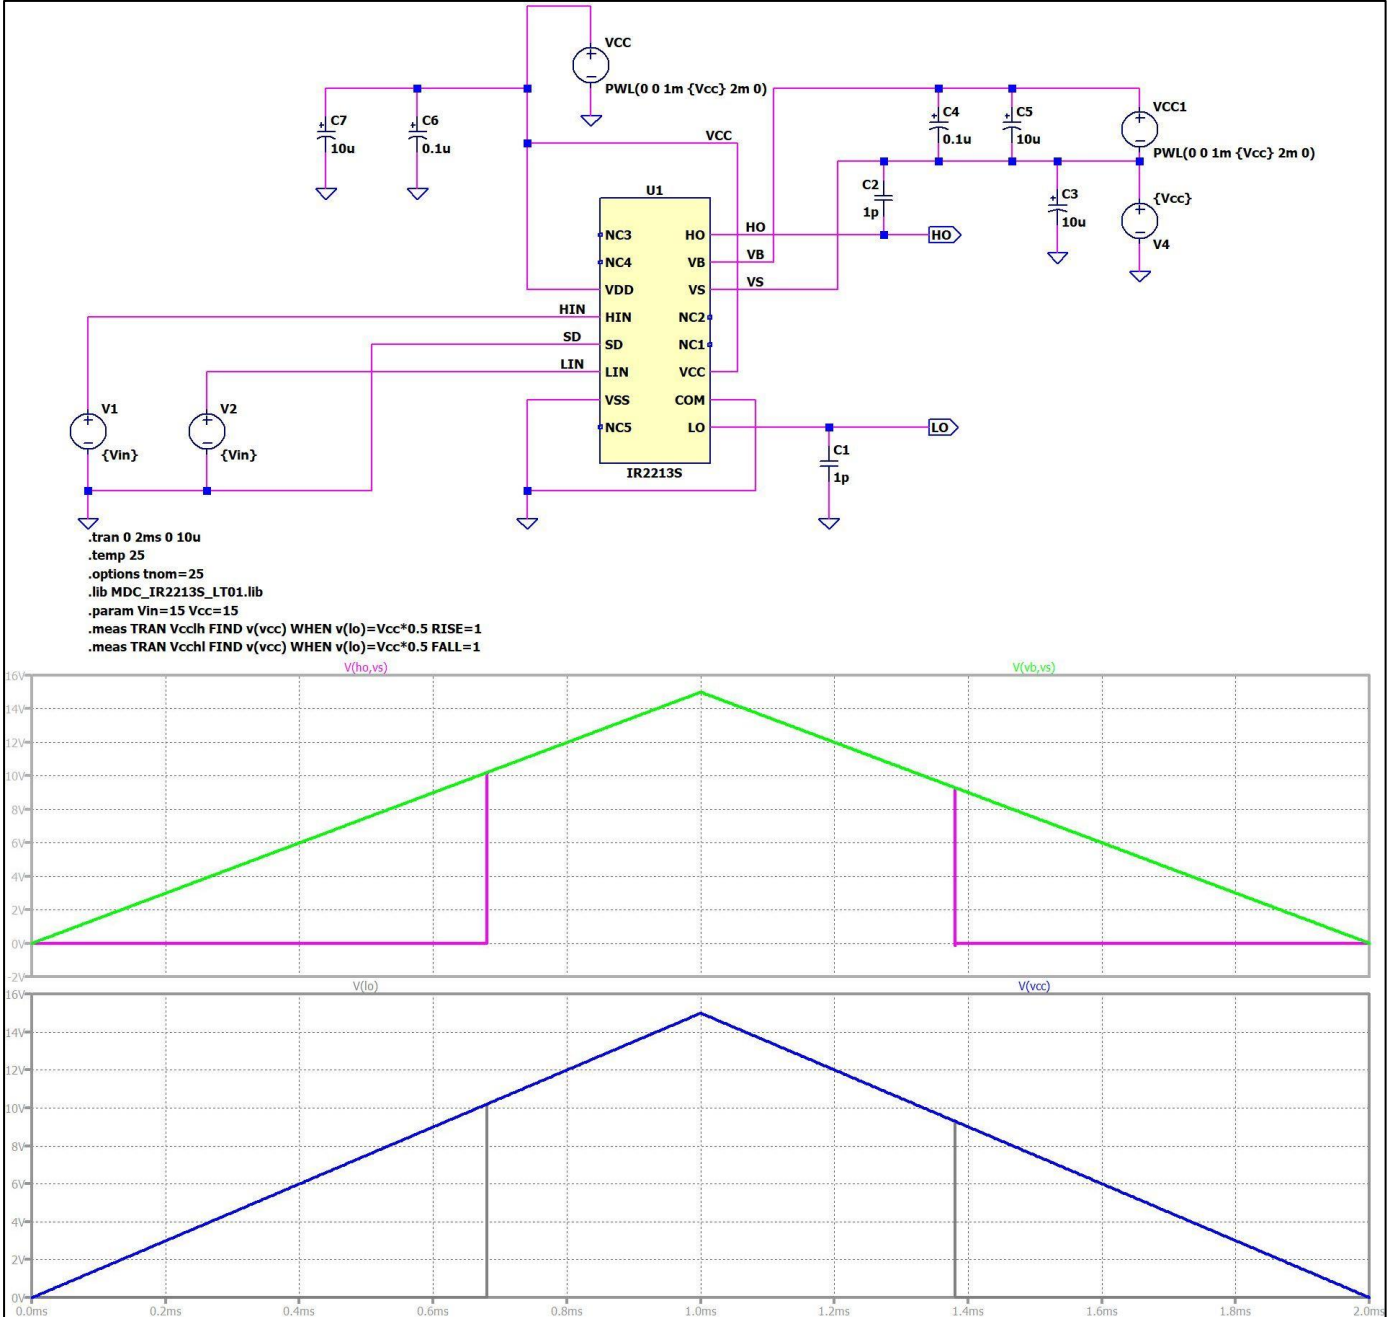 VCC
PWL(0 0 1m {Vcc} 2m 0)
C7
10u
C6
0.1u
VCC
C4
0.1u
C5
10u
VCC1
PWL(0 0 1m {Vcc} 2m 0)
C2
1p
C3
10u
{Vcc}
V4
U1
NC3
NC4
VDD
HIN
SD
LIN
VSS
NC5
HO
VB
VS
NC2
NC1
VCC
COM
LO
IR2213S
HO
VB
VS
HO
HIN
SD
LIN
V1
{Vin}
V2
{Vin}
LO
C1
1p
.tran 0 2ms 0 10u
.temp 25
.options tnom=25
.lib MDC_IR2213S_LT01.lib
.param Vin=15 Vcc=15
.meas TRAN Vcclh FIND v(vcc) WHEN v(lo)=Vcc*0.5 RISE=1
.meas TRAN Vcchl FIND v(vcc) WHEN v(lo)=Vcc*0.5 FALL=1
V(ho,vs) V(vb,vs)
16V
14V
12V
10V
8V
6V
4V
2V
0V
-2V
V(lo) V(vcc)
16V
14V
12V
10V
8V
6V
4V
2V
0V
0.0ms 0.2ms 0.4ms 0.6ms 0.8ms 1.0ms 1.2ms 1.4ms 1.6ms 1.8ms 2.0ms